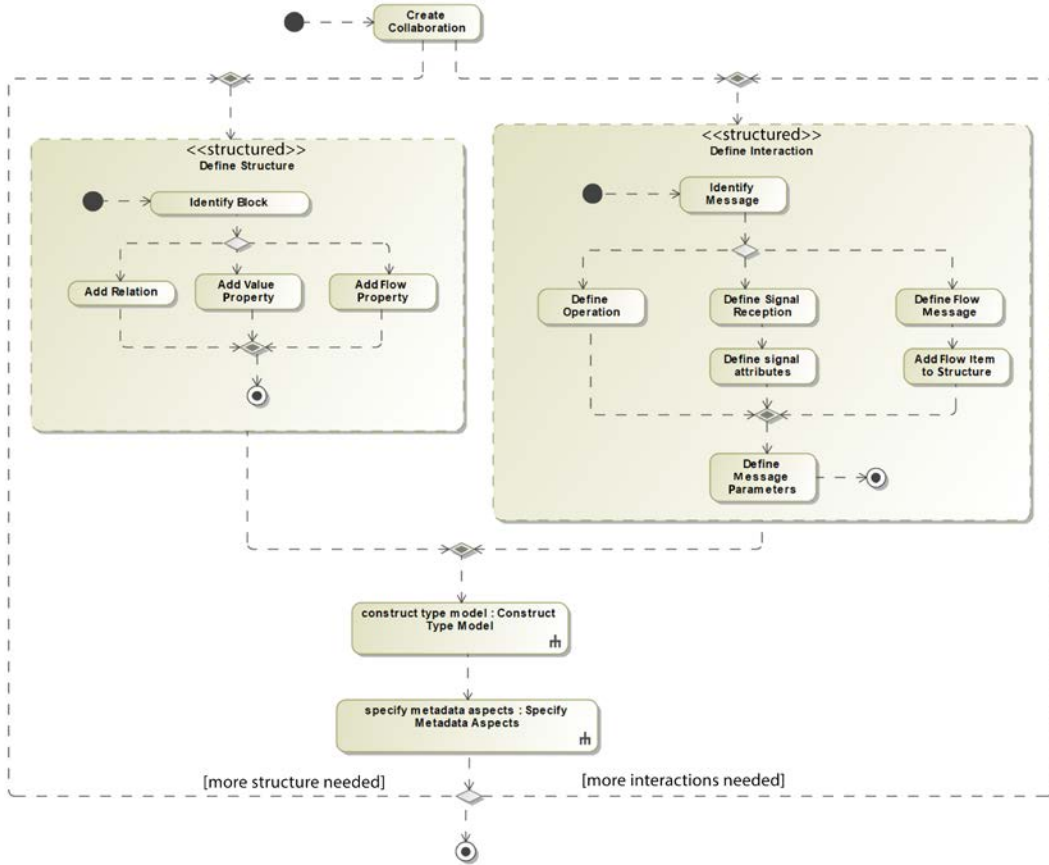 Create
Collaboration
<<structured>>
Define Structure
Identify Block
Add Relation
Add Value
Property
Add Flow
Property
<<structured>>
Define Interaction
Identify
Message
Define
Operation
Define Signal
Reception
Define Flow
Message
Define signal
attributes
Add Flow Item
to Structure
Define
Message
Parameters
construct type model : Construct
Type Model
specify metadata aspects : Specify
Metadata Aspects
[more structure needed]
[more interactions needed]